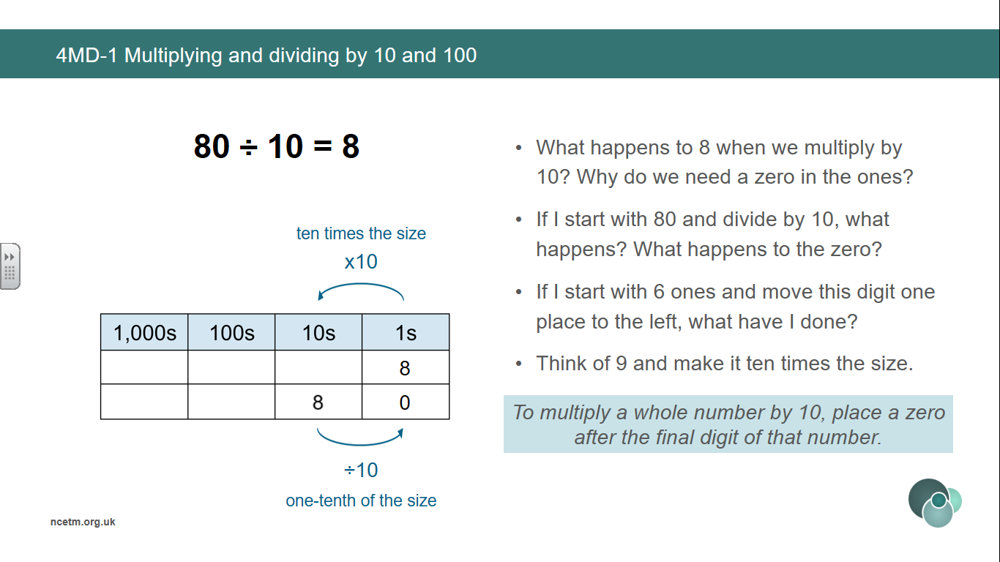 4MD-1 Multiplying and dividing by 10 and 100
80 ÷ 10 = 8
ten times the size
x10
1,000s 100s 10s 1s
8
8 0
÷10
one-tenth of the size
• What happens to 8 when we multiply by
10? Why do we need a zero in the ones?
• If I start with 80 and divide by 10, what
happens? What happens to the zero?
• If I start with 6 ones and move this digit one
place to the left, what have I done?
• Think of 9 and make it ten times the size.
To multiply a whole number by 10, place a zero
after the final digit of that number.
ncetm.org.uk